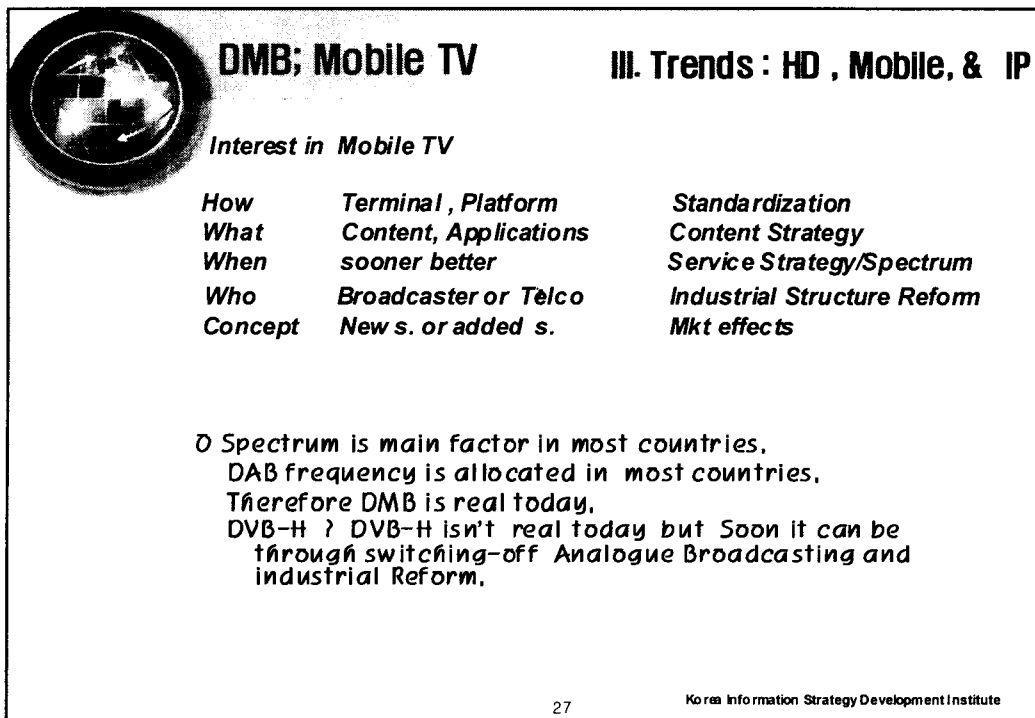 DMB; Mobile TV III. Trends : HD , Mobile, & IP
Interest in Mobile TV
How Terminal , Platform Standardization
What Content, Applications Content Strategy
When sooner better Service Strategy/Spectrum
Who Broadcaster or Telco Industrial Structure Reform
Concept New s. or added s. Mkt effects
O Spectrum is main factor in most countries.
DAB frequency is allocated in most countries.
Therefore DMB is real today.
DVB-H ? DVB-H isn't real today but Soon it can be
through switching-off Analogue Broadcasting and
industrial Reform.
27 Korea Information Strategy Development Institute